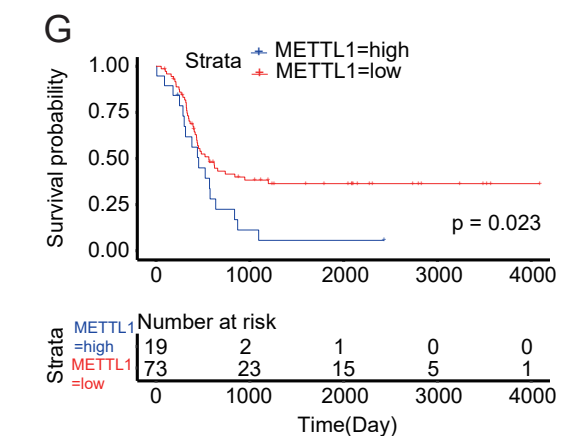 G
Strata
METTL1=high
METTL1=low
Survival probability
1.00
0.75
0.50
0.25
0.00
p = 0.023
0 1000 2000 3000 4000
Number at risk
Strata
METTL1
=high
19 2 1 0 0
METTL1
=low
73 23 15 5 1
0 1000 2000 3000 4000
Time(Day)